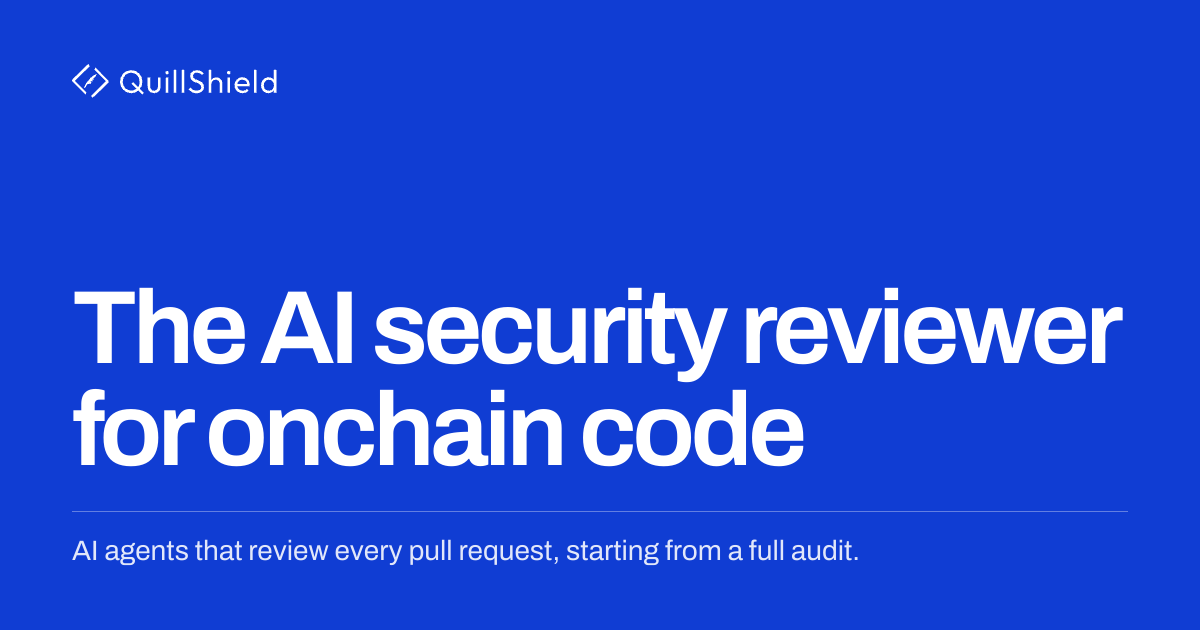 QuillShield
The AI security reviewer
for onchain code
AI agents that review every pull request, starting from a full audit.